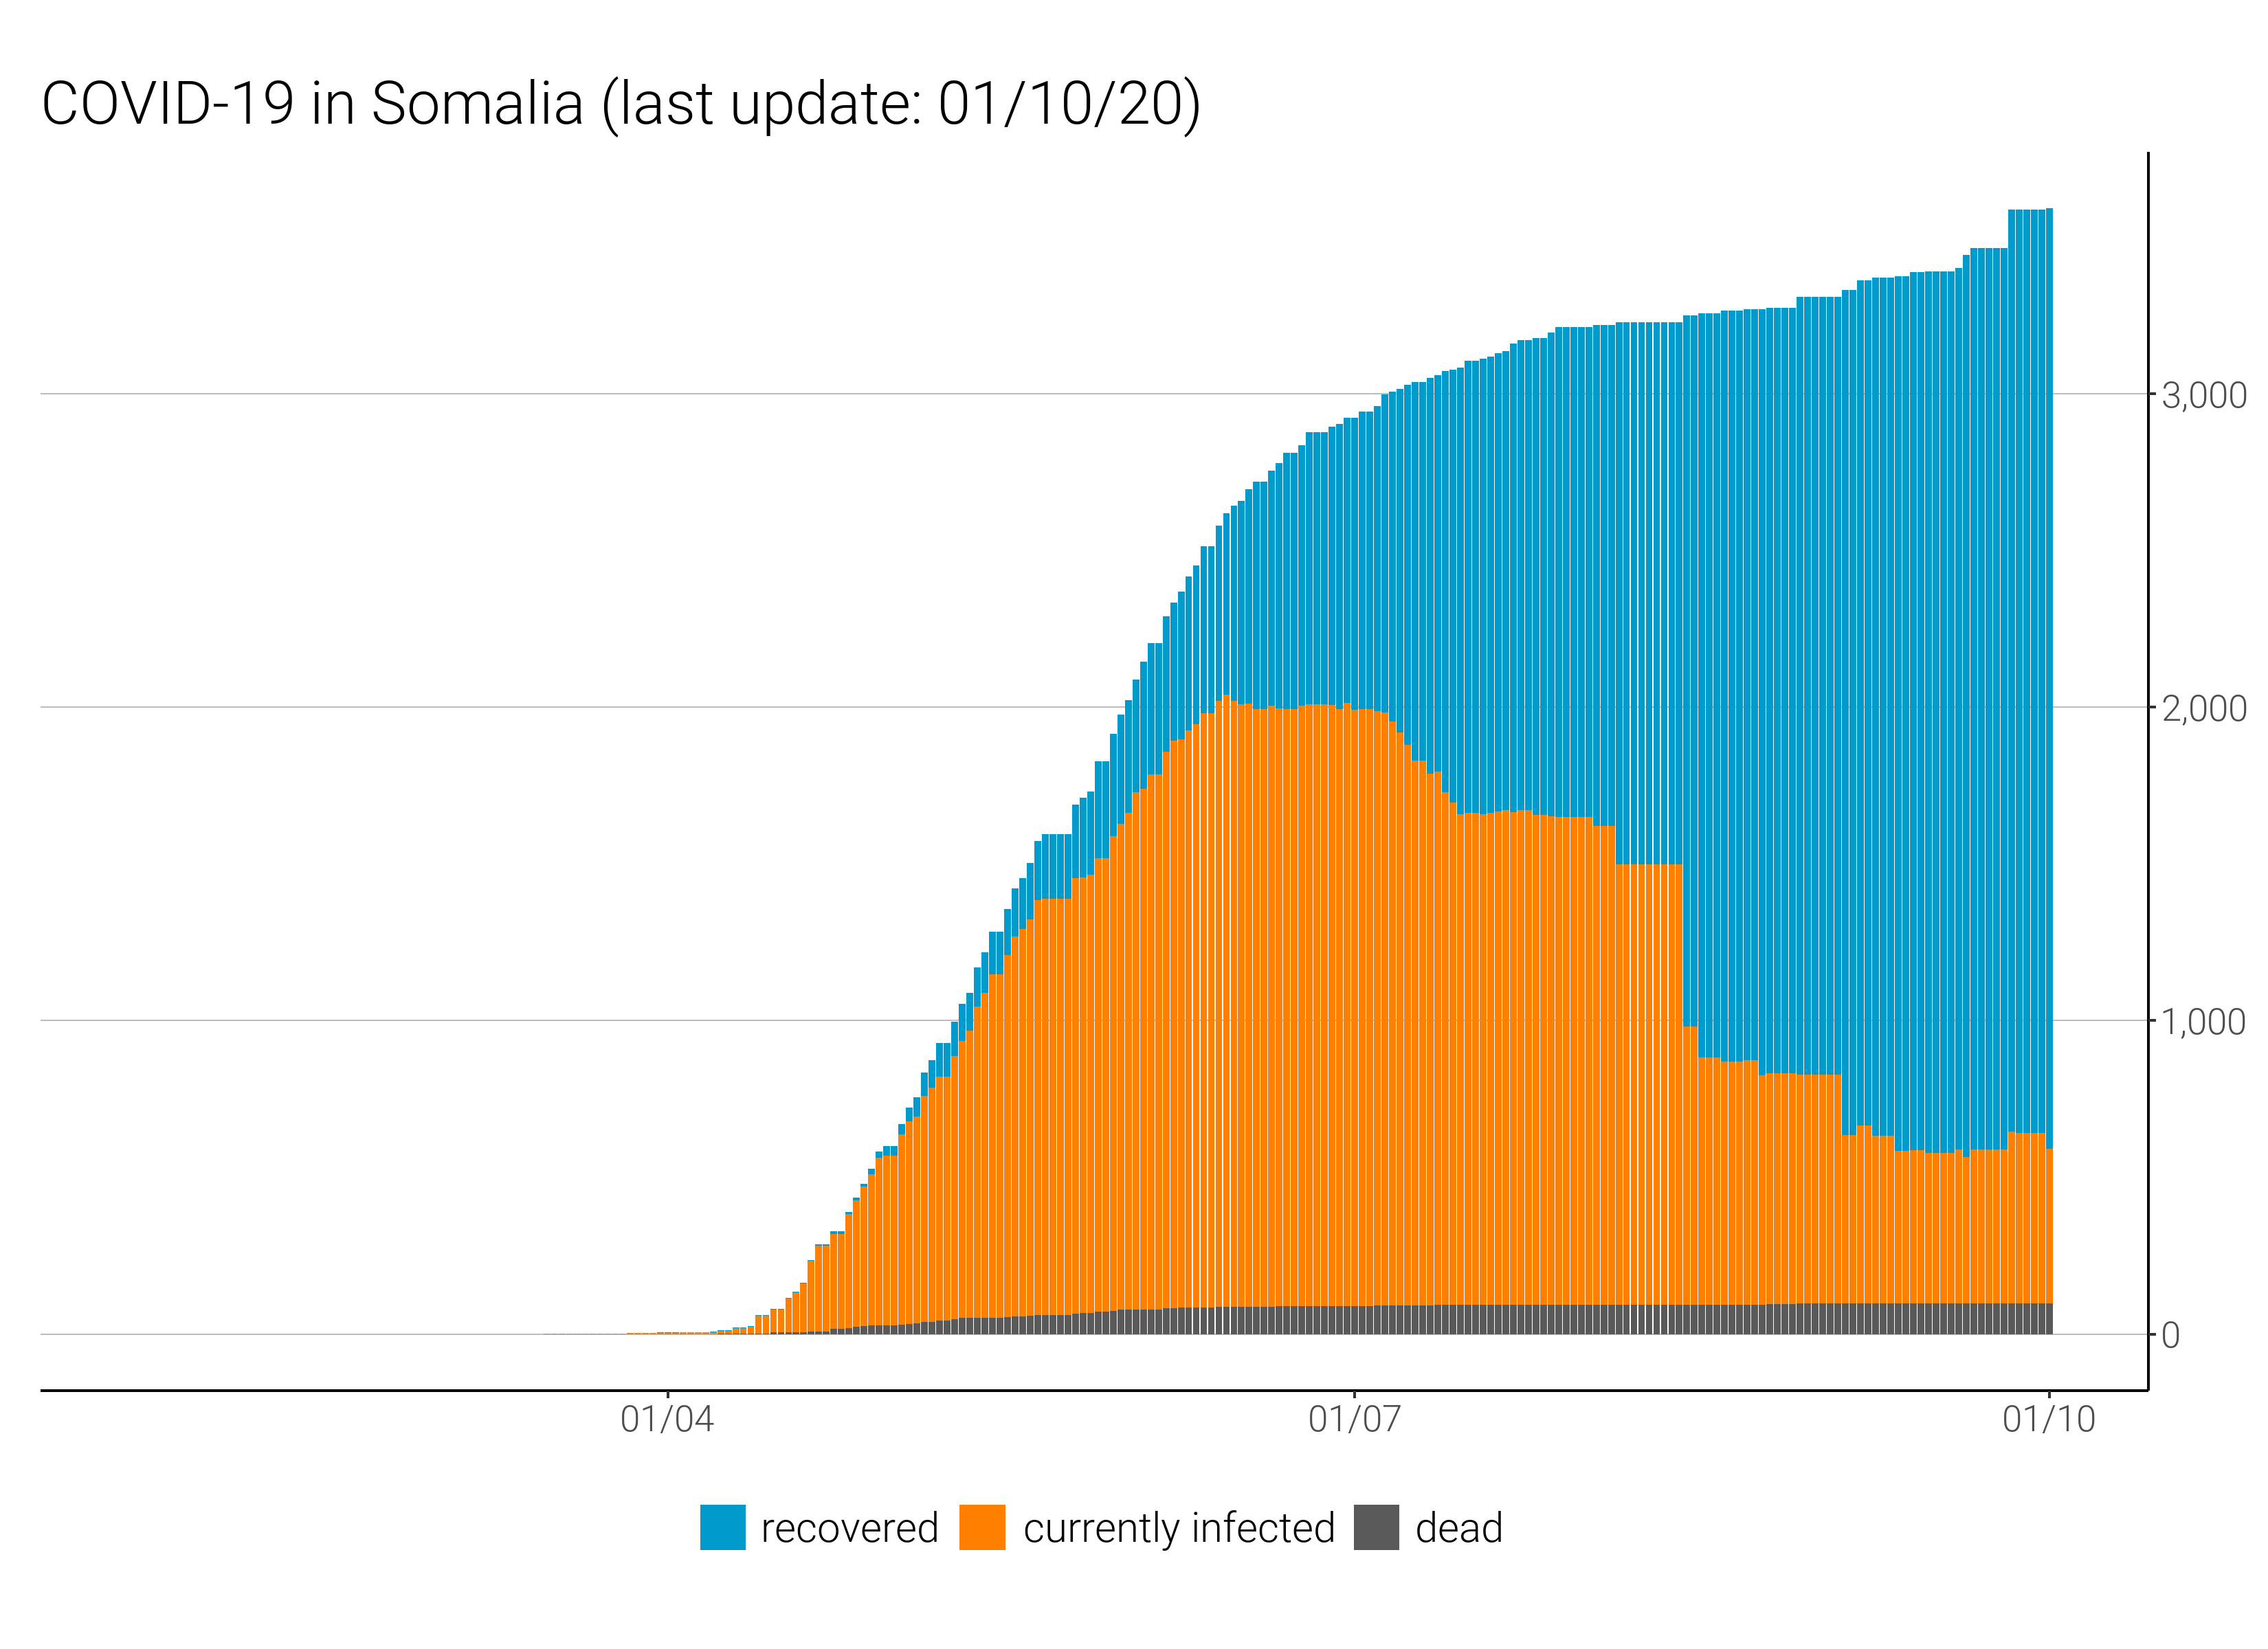 COVID-19 in Somalia (last update: 01/10/20)
3,000
2,000
1,000
0
01/04 01/07 01/10
recovered currently infected dead